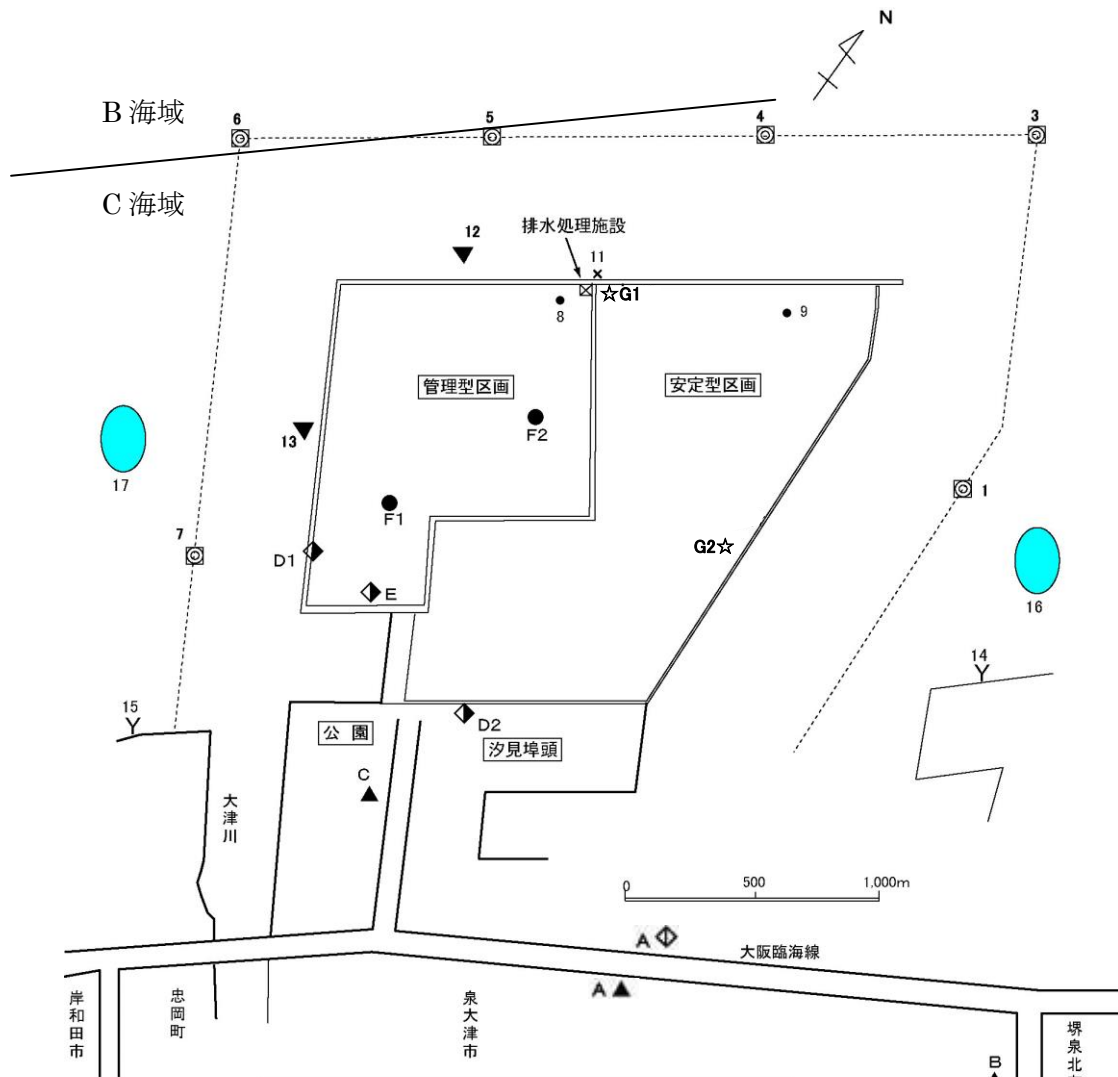 N
B 海域
6
5
4
3
C 海域
12
排水処理施設
11
☆G1
8
9
管理型区画
安定型区画
F2
13
17
F1
7
1
G2☆
D1
E
16
14
15
公園
D2
汐見埠頭
C
大津川
0 500 1,000m
A
大阪臨海線
A
岸和田市
忠岡町
泉大津市
堺泉北
B